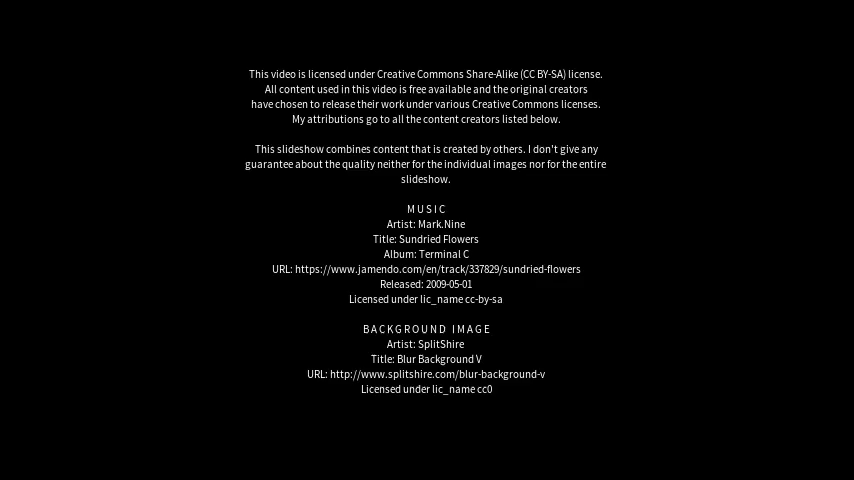 This video is licensed under Creative Commons Share-Alike (CC BY-SA) license.
All content used in this video is free available and the original creators
have chosen to release their work under various Creative Commons licenses.
My attributions go to all the content creators listed below.
This slideshow combines content that is created by others. I don't give any
guarantee about the quality neither for the individual images nor for the entire
slideshow.
MUSIC
Artist: Mark.Nine
Title: Sundried Flowers
Album: Terminal C
URL: https://www.jamendo.com/en/track/337829/sundried-flowers
Released: 2009-05-01
Licensed under lic_name cc-by-sa
BACKGROUND IMAGE
Artist: SplitShire
Title: Blur Background V
URL: http://www.splitshire.com/blur-background-v
Licensed under lic_name cc0